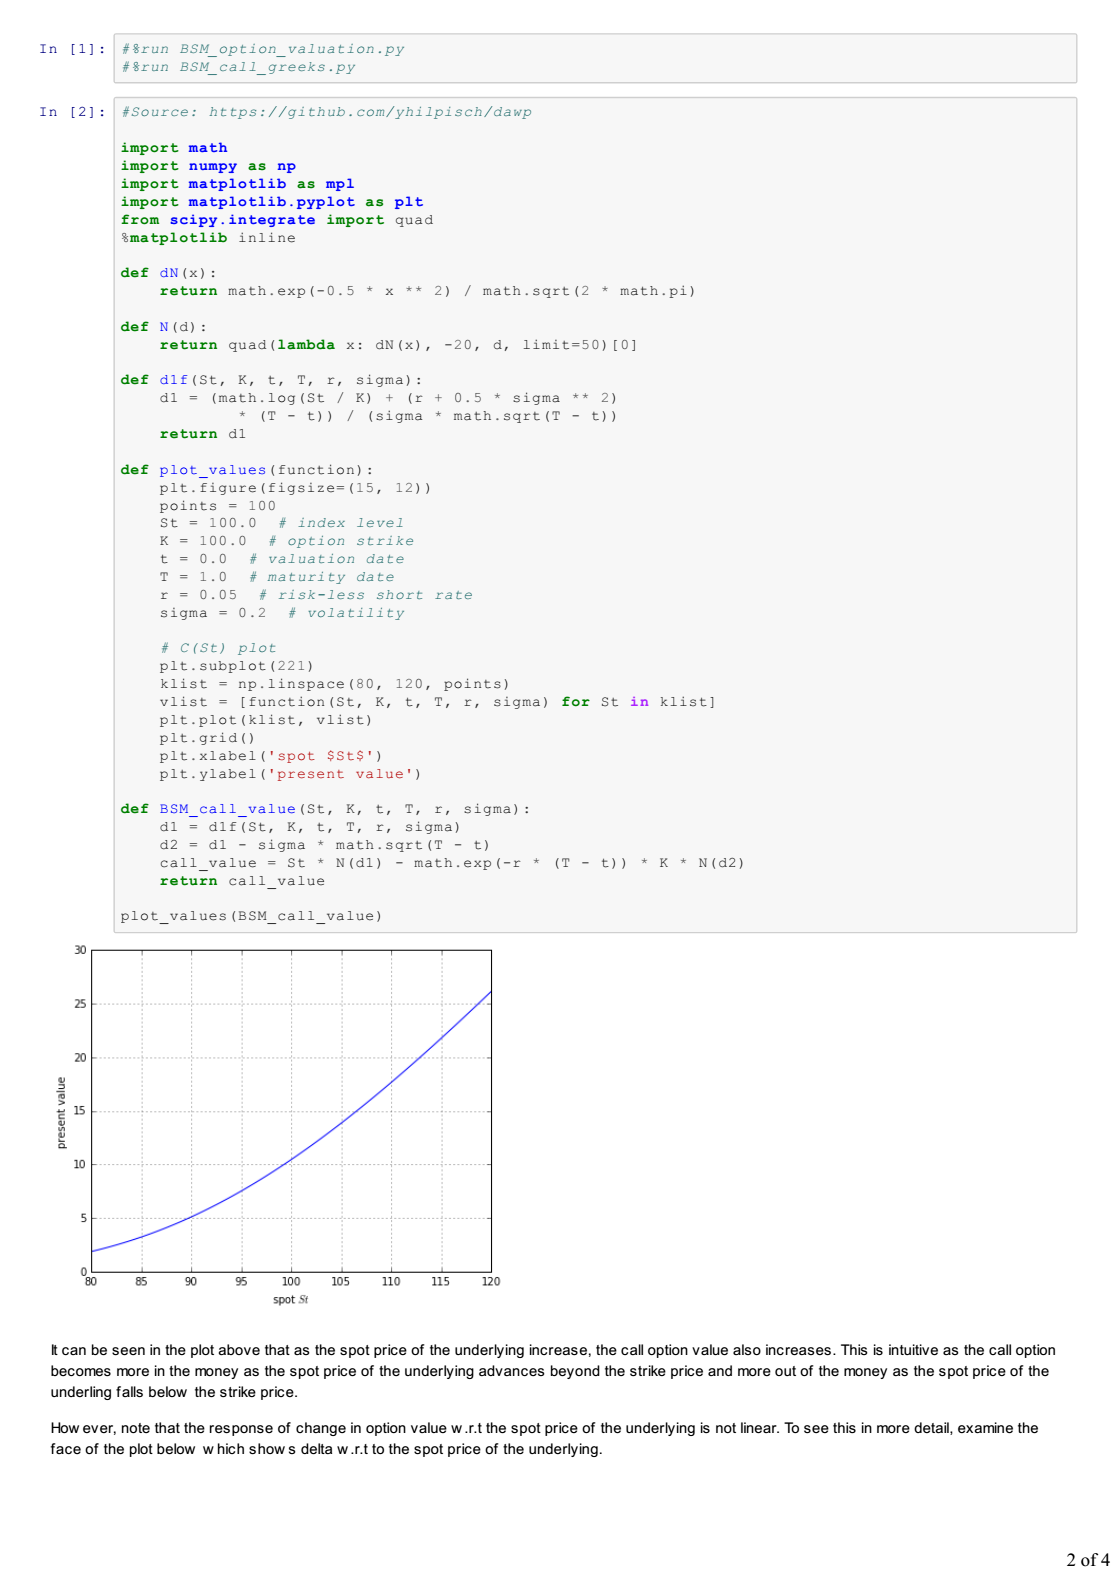 In [1]: #%run BSM_option_valuation.py
#%run BSM_call_greeks.py
In [2]: #Source: https://github.com/yhilpisch/dawp
import math
import numpy as np
import matplotlib as mpl
import matplotlib.pyplot as plt
from scipy.integrate import quad
%matplotlib inline
def dN(x):
    return math.exp(-0.5 * x ** 2) / math.sqrt(2 * math.pi)
def N(d):
    return quad(lambda x: dN(x), -20, d, limit=50)[0]
def d1f(St, K, t, T, r, sigma):
    d1 = (math.log(St / K) + (r + 0.5 * sigma ** 2)
            * (T - t)) / (sigma * math.sqrt(T - t))
    return d1
def plot_values(function):
    plt.figure(figsize=(15, 12))
    points = 100
    St = 100.0  # index level
    K = 100.0  # option strike
    t = 0.0  # valuation date
    T = 1.0  # maturity date
    r = 0.05  # risk-less short rate
    sigma = 0.2  # volatility
    # C(St) plot
    plt.subplot(221)
    klist = np.linspace(80, 120, points)
    vlist = [function(St, K, t, T, r, sigma) for St in klist]
    plt.plot(klist, vlist)
    plt.grid()
    plt.xlabel('spot $St$')
    plt.ylabel('present value')
def BSM_call_value(St, K, t, T, r, sigma):
    d1 = d1f(St, K, t, T, r, sigma)
    d2 = d1 - sigma * math.sqrt(T - t)
    call_value = St * N(d1) - math.exp(-r * (T - t)) * K * N(d2)
    return call_value
plot_values(BSM_call_value)
30
25
20
15
10
5
0
present value
80 85 90 95 100 105 110 115 120
spot St
It can be seen in the plot above that as the spot price of the underlying increase, the call option value also increases. This is intuitive as the call option
becomes more in the money as the spot price of the underlying advances beyond the strike price and more out of the money as the spot price of the
underling falls below the strike price.
However, note that the response of change in option value w.r.t the spot price of the underlying is not linear. To see this in more detail, examine the
face of the plot below which shows delta w.r.t to the spot price of the underlying.
2 of 4